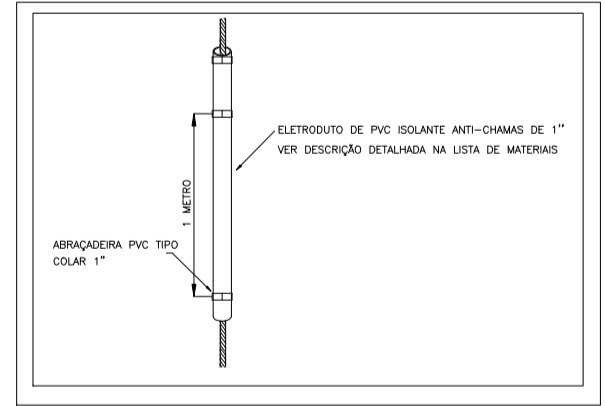 ELETRODUTO DE PVC ISOLANTE ANTI-CHAMAS DE 1"
VER DESCRIÇÃO DETALHADA NA LISTA DE MATERIAIS
1 METRO
ABRAÇADEIRA PVC TIPO
COLAR 1"